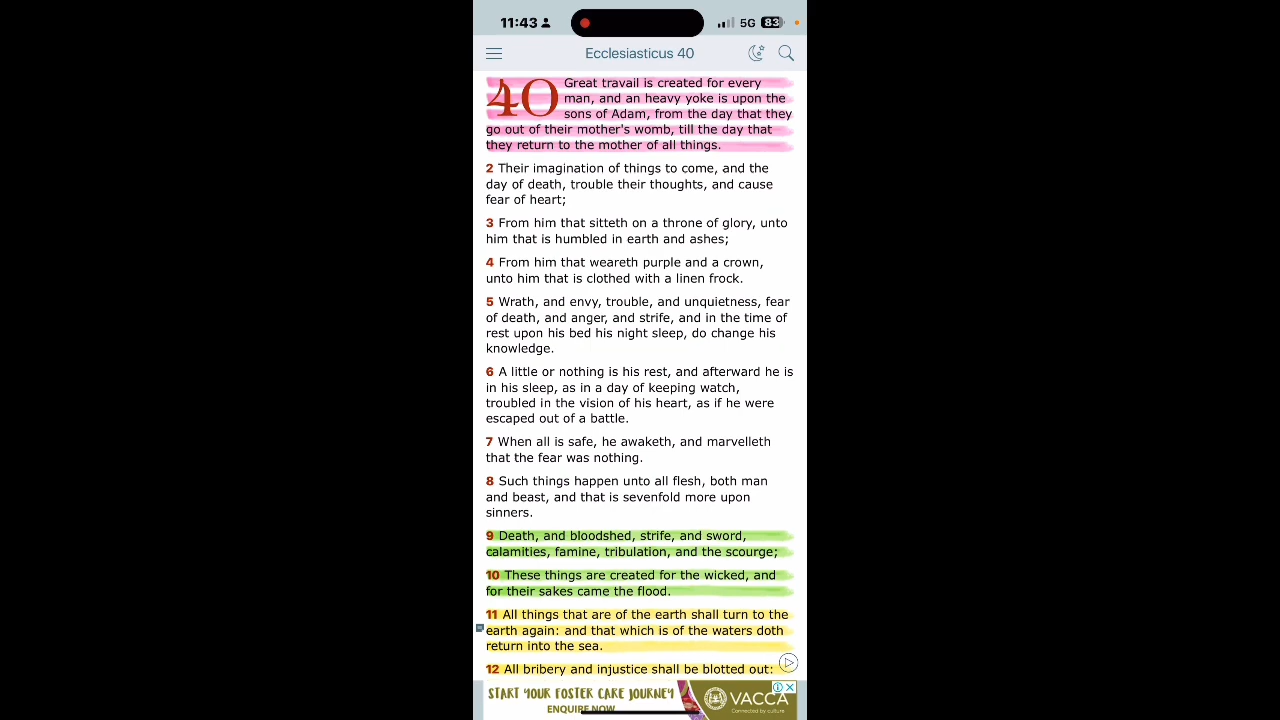 11:43
5G 83
Ecclesiasticus 40
40 Great travail is created for every
man, and an heavy yoke is upon the
sons of Adam, from the day that they
go out of their mother's womb, till the day that
they return to the mother of all things.
2 Their imagination of things to come, and the
day of death, trouble their thoughts, and cause
fear of heart;
3 From him that sitteth on a throne of glory, unto
him that is humbled in earth and ashes;
4 From him that weareth purple and a crown,
unto him that is clothed with a linen frock.
5 Wrath, and envy, trouble, and unquietness, fear
of death, and anger, and strife, and in the time of
rest upon his bed his night sleep, do change his
knowledge.
6 A little or nothing is his rest, and afterward he is
in his sleep, as in a day of keeping watch,
troubled in the vision of his heart, as if he were
escaped out of a battle.
7 When all is safe, he awaketh, and marvelleth
that the fear was nothing.
8 Such things happen unto all flesh, both man
and beast, and that is sevenfold more upon
sinners.
9 Death, and bloodshed, strife, and sword,
calamities, famine, tribulation, and the scourge;
10 These things are created for the wicked, and
for their sakes came the flood.
11 All things that are of the earth shall turn to the
earth again: and that which is of the waters doth
return into the sea.
12 All bribery and injustice shall be blotted out:
START YOUR FOSTER CARE JOURNEY
ENQUIRE NOW
VACCA
Connected by culture